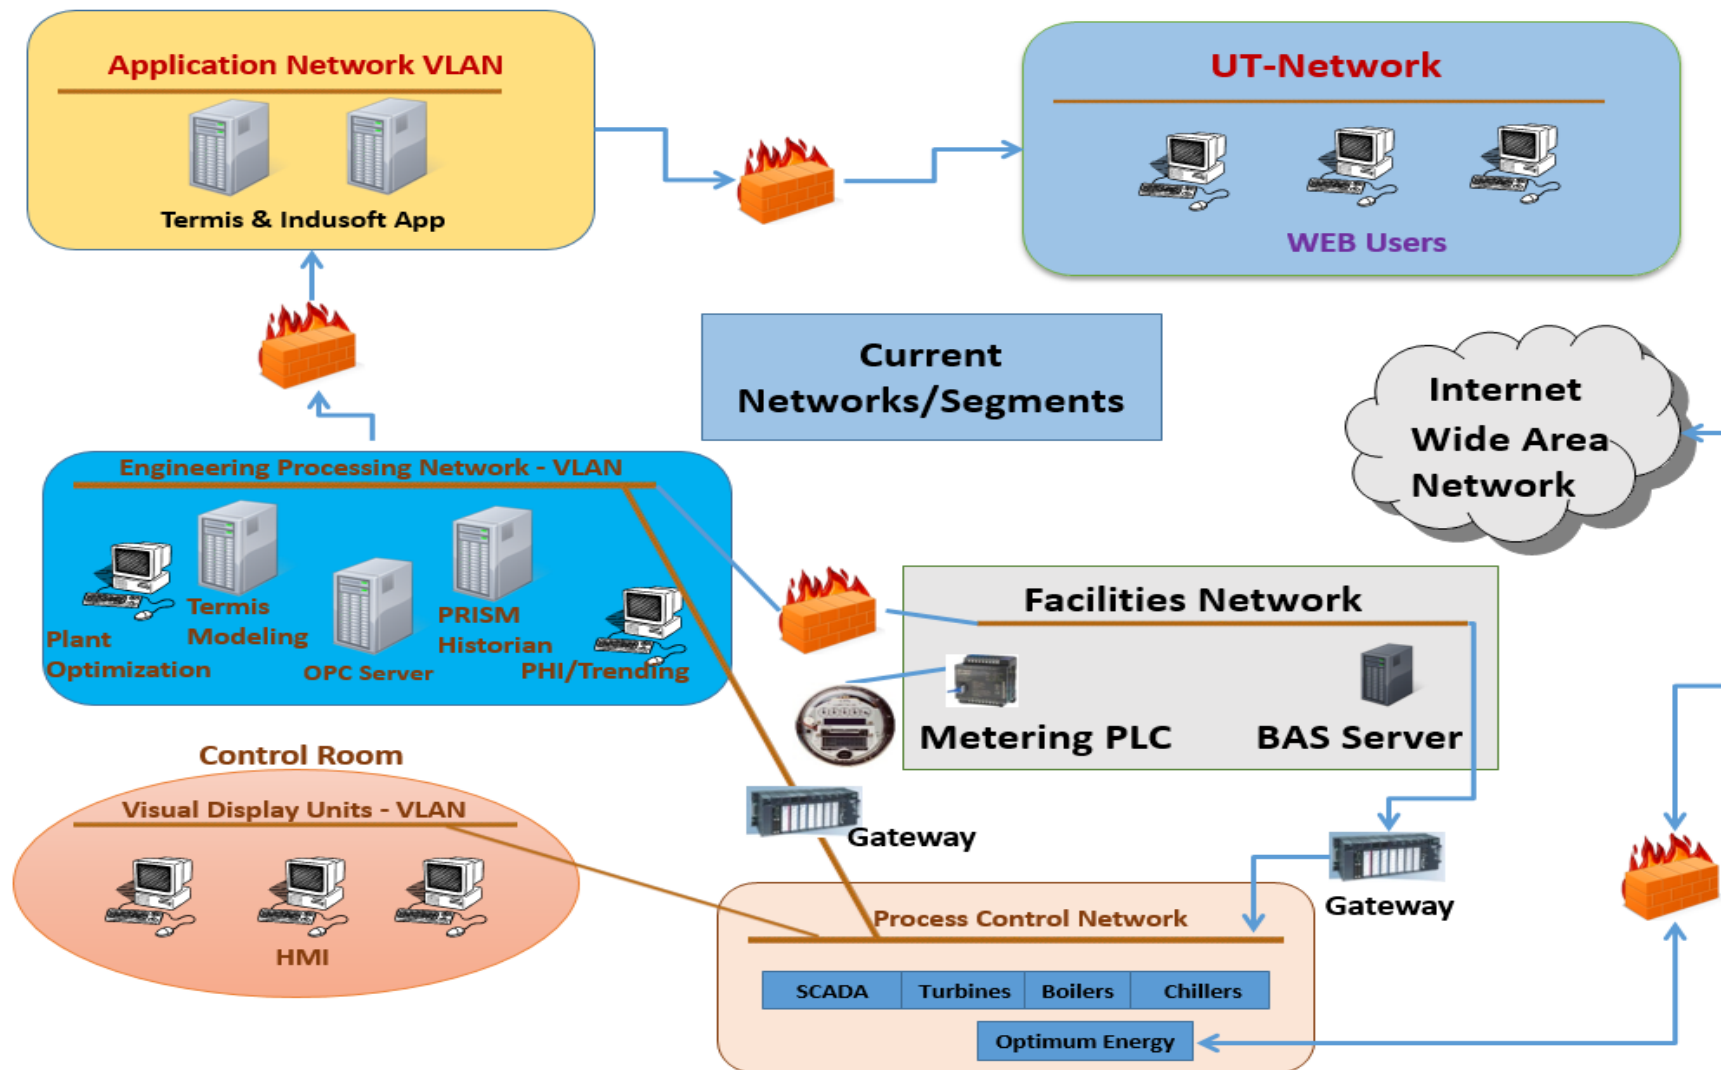 Application Network VLAN
Termis & Indusoft App
UT-Network
WEB Users
Current
Networks/Segments
Internet
Wide Area
Network
Engineering Processing Network - VLAN
Plant
Optimization
Termis
Modeling
OPC Server
PRISM
Historian
PHI/Trending
Facilities Network
Metering PLC
BAS Server
Control Room
Visual Display Units - VLAN
HMI
Gateway
Gateway
Process Control Network
SCADA
Turbines
Boilers
Chillers
Optimum Energy